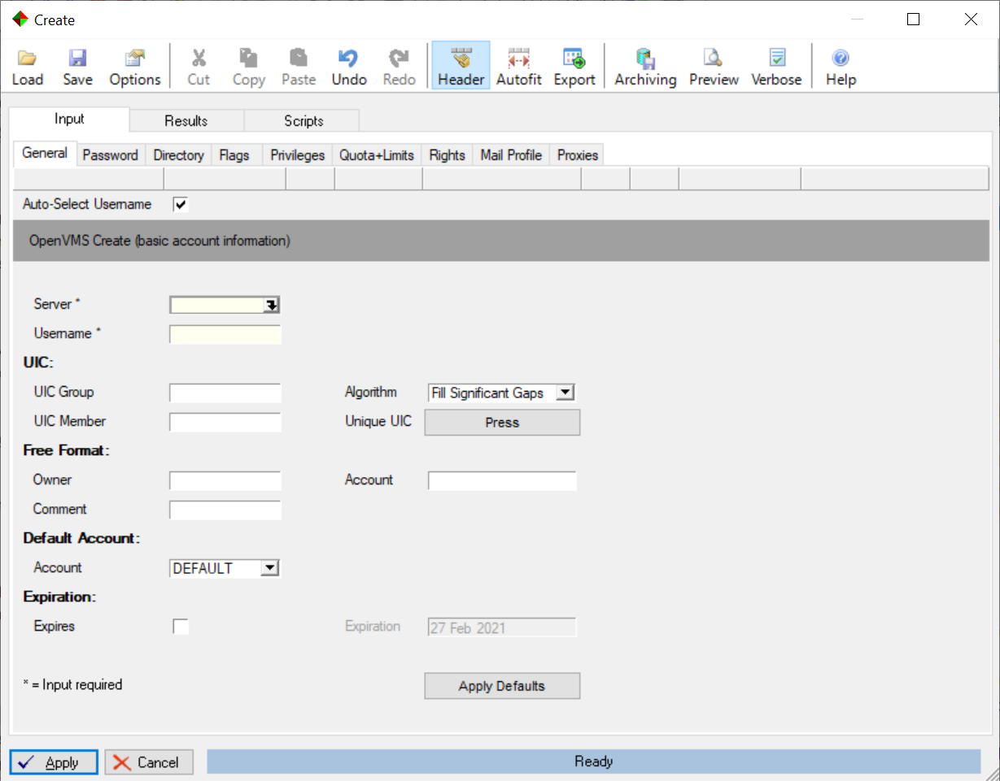 Create
Load Save Options Cut Copy Paste Undo Redo Header Autofit Export Archiving Preview Verbose Help
Input Results Scripts
General Password Directory Flags Privileges Quota+Limits Rights Mail Profile Proxies
Auto-Select Username
OpenVMS Create (basic account information)
Server *
Username *
UIC:
UIC Group Algorithm Fill Significant Gaps
UIC Member Unique UIC Press
Free Format:
Owner Account
Comment
Default Account:
Account DEFAULT
Expiration:
Expires Expiration 27 Feb 2021
* = Input required Apply Defaults
Apply Cancel Ready